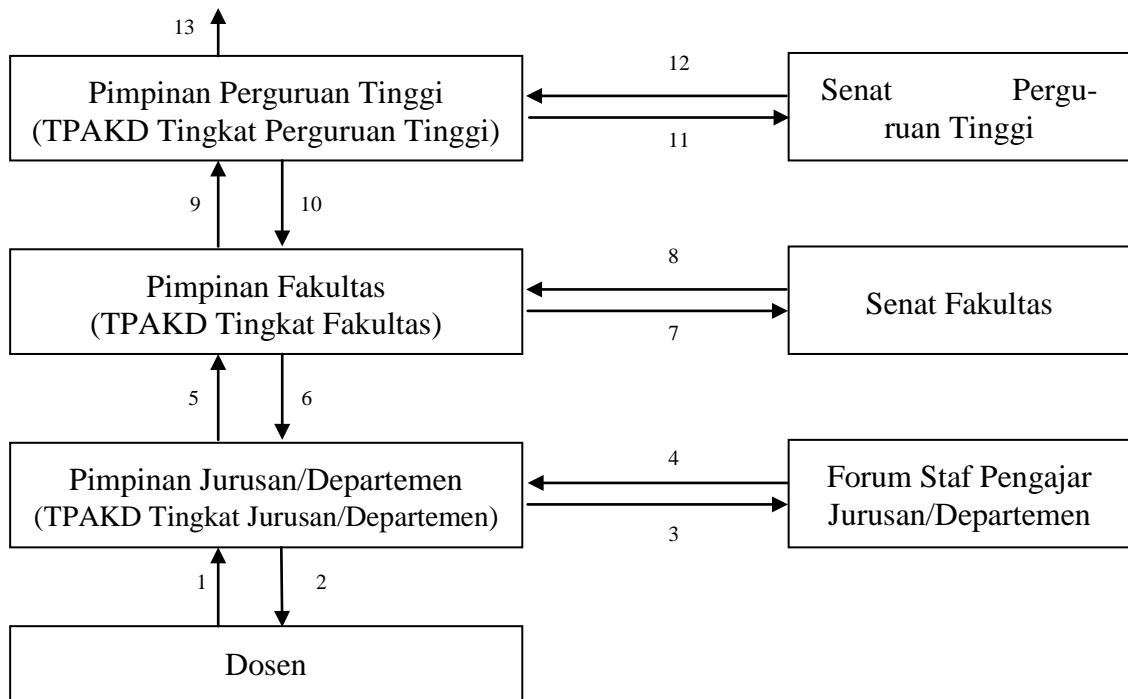 13
Pimpinan Perguruan Tinggi
(TPAKD Tingkat Perguruan Tinggi)
12
11
Senat Pergu-
ruan Tinggi
9
10
Pimpinan Fakultas
(TPAKD Tingkat Fakultas)
8
7
Senat Fakultas
5
6
Pimpinan Jurusan/Departemen
(TPAKD Tingkat Jurusan/Departemen)
4
3
Forum Staf Pengajar
Jurusan/Departemen
1
2
Dosen